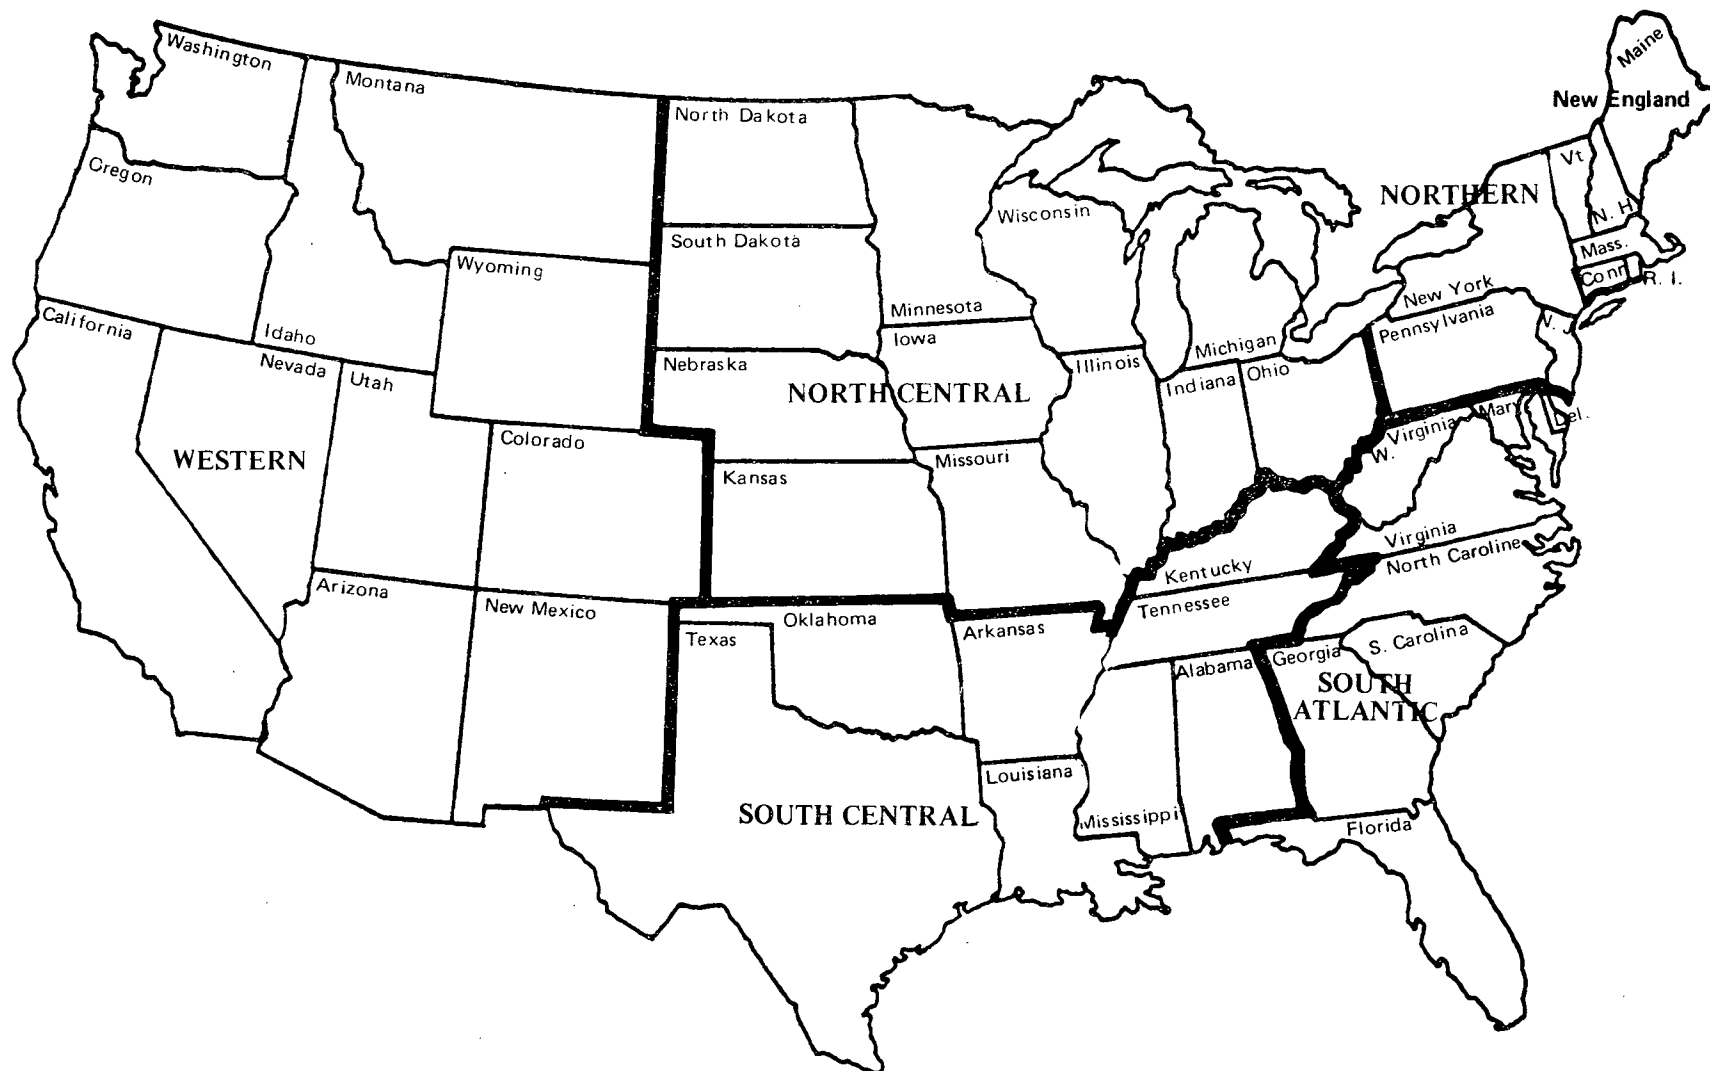 Washington
Montana
North Dakota
Maine
New England
Oregon
Vt
NORTHERN
Wisconsin
N. H.
South Dakota
Mass.
Wyoming
Conn
R. I.
New York
Minnesota
California
Idaho
Iowa
Pennsylvania
N. J.
Michigan
Nevada
Utah
Nebraska
Illinois
Indiana
Ohio
NORTH CENTRAL
Mary.
Del.
Colorado
Virginia
W.
WESTERN
Missouri
Kansas
Virginia
North Caroline
Kentucky
Arizona
New Mexico
Tennessee
Oklahoma
Arkansas
Texas
S. Carolina
Georgia
Alabama
SOUTH
ATLANTIC
Louisiana
SOUTH CENTRAL
Mississippi
Florida